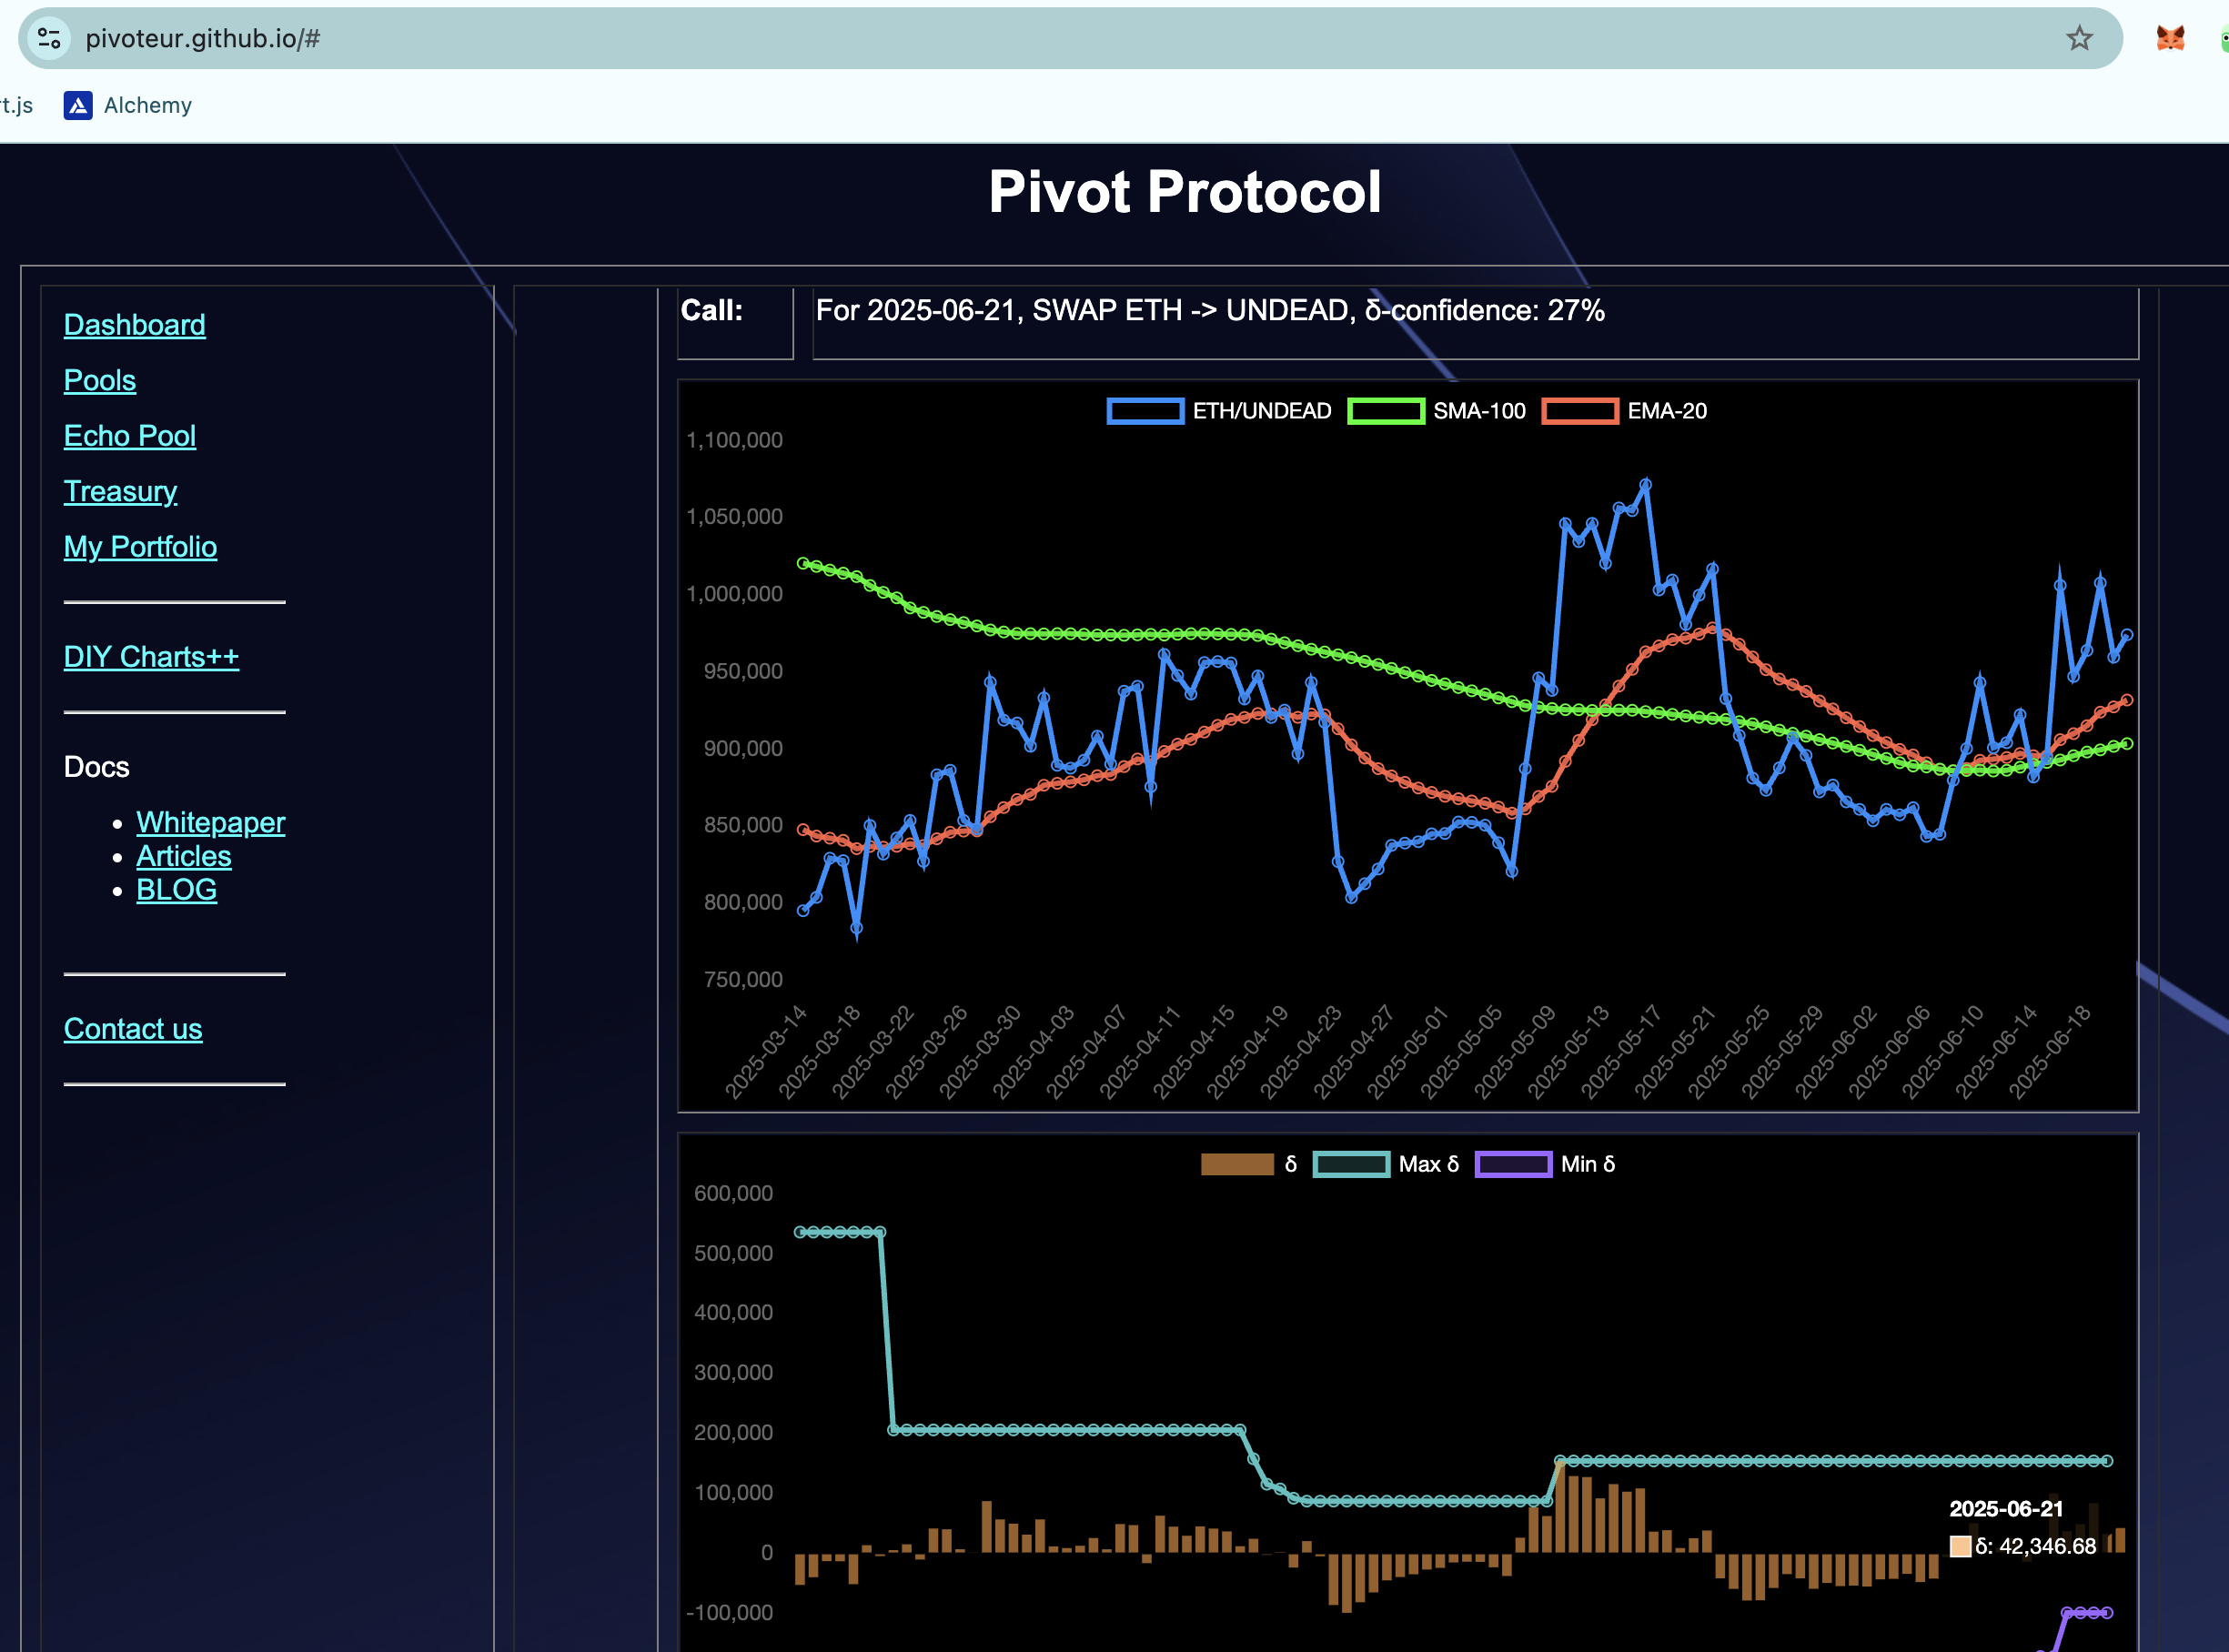 pivoteur.github.io/#
t.js
Alchemy
Pivot Protocol
Dashboard
Pools
Echo Pool
Treasury
My Portfolio
DIY Charts++
Docs
Whitepaper
Articles
BLOG
Contact us
Call:
For 2025-06-21, SWAP ETH -> UNDEAD, δ-confidence: 27%
ETH/UNDEAD SMA-100 EMA-20
1,100,000
1,050,000
1,000,000
950,000
900,000
850,000
800,000
750,000
2025-03-14 2025-03-18 2025-03-22 2025-03-26 2025-03-30 2025-04-03 2025-04-07 2025-04-11 2025-04-15 2025-04-19 2025-04-23 2025-04-27 2025-05-01 2025-05-05 2025-05-09 2025-05-13 2025-05-17 2025-05-21 2025-05-25 2025-05-29 2025-06-02 2025-06-06 2025-06-10 2025-06-14 2025-06-18
δ Max δ Min δ
600,000
500,000
400,000
300,000
200,000
100,000
0
-100,000
2025-06-21
δ: 42,346.68